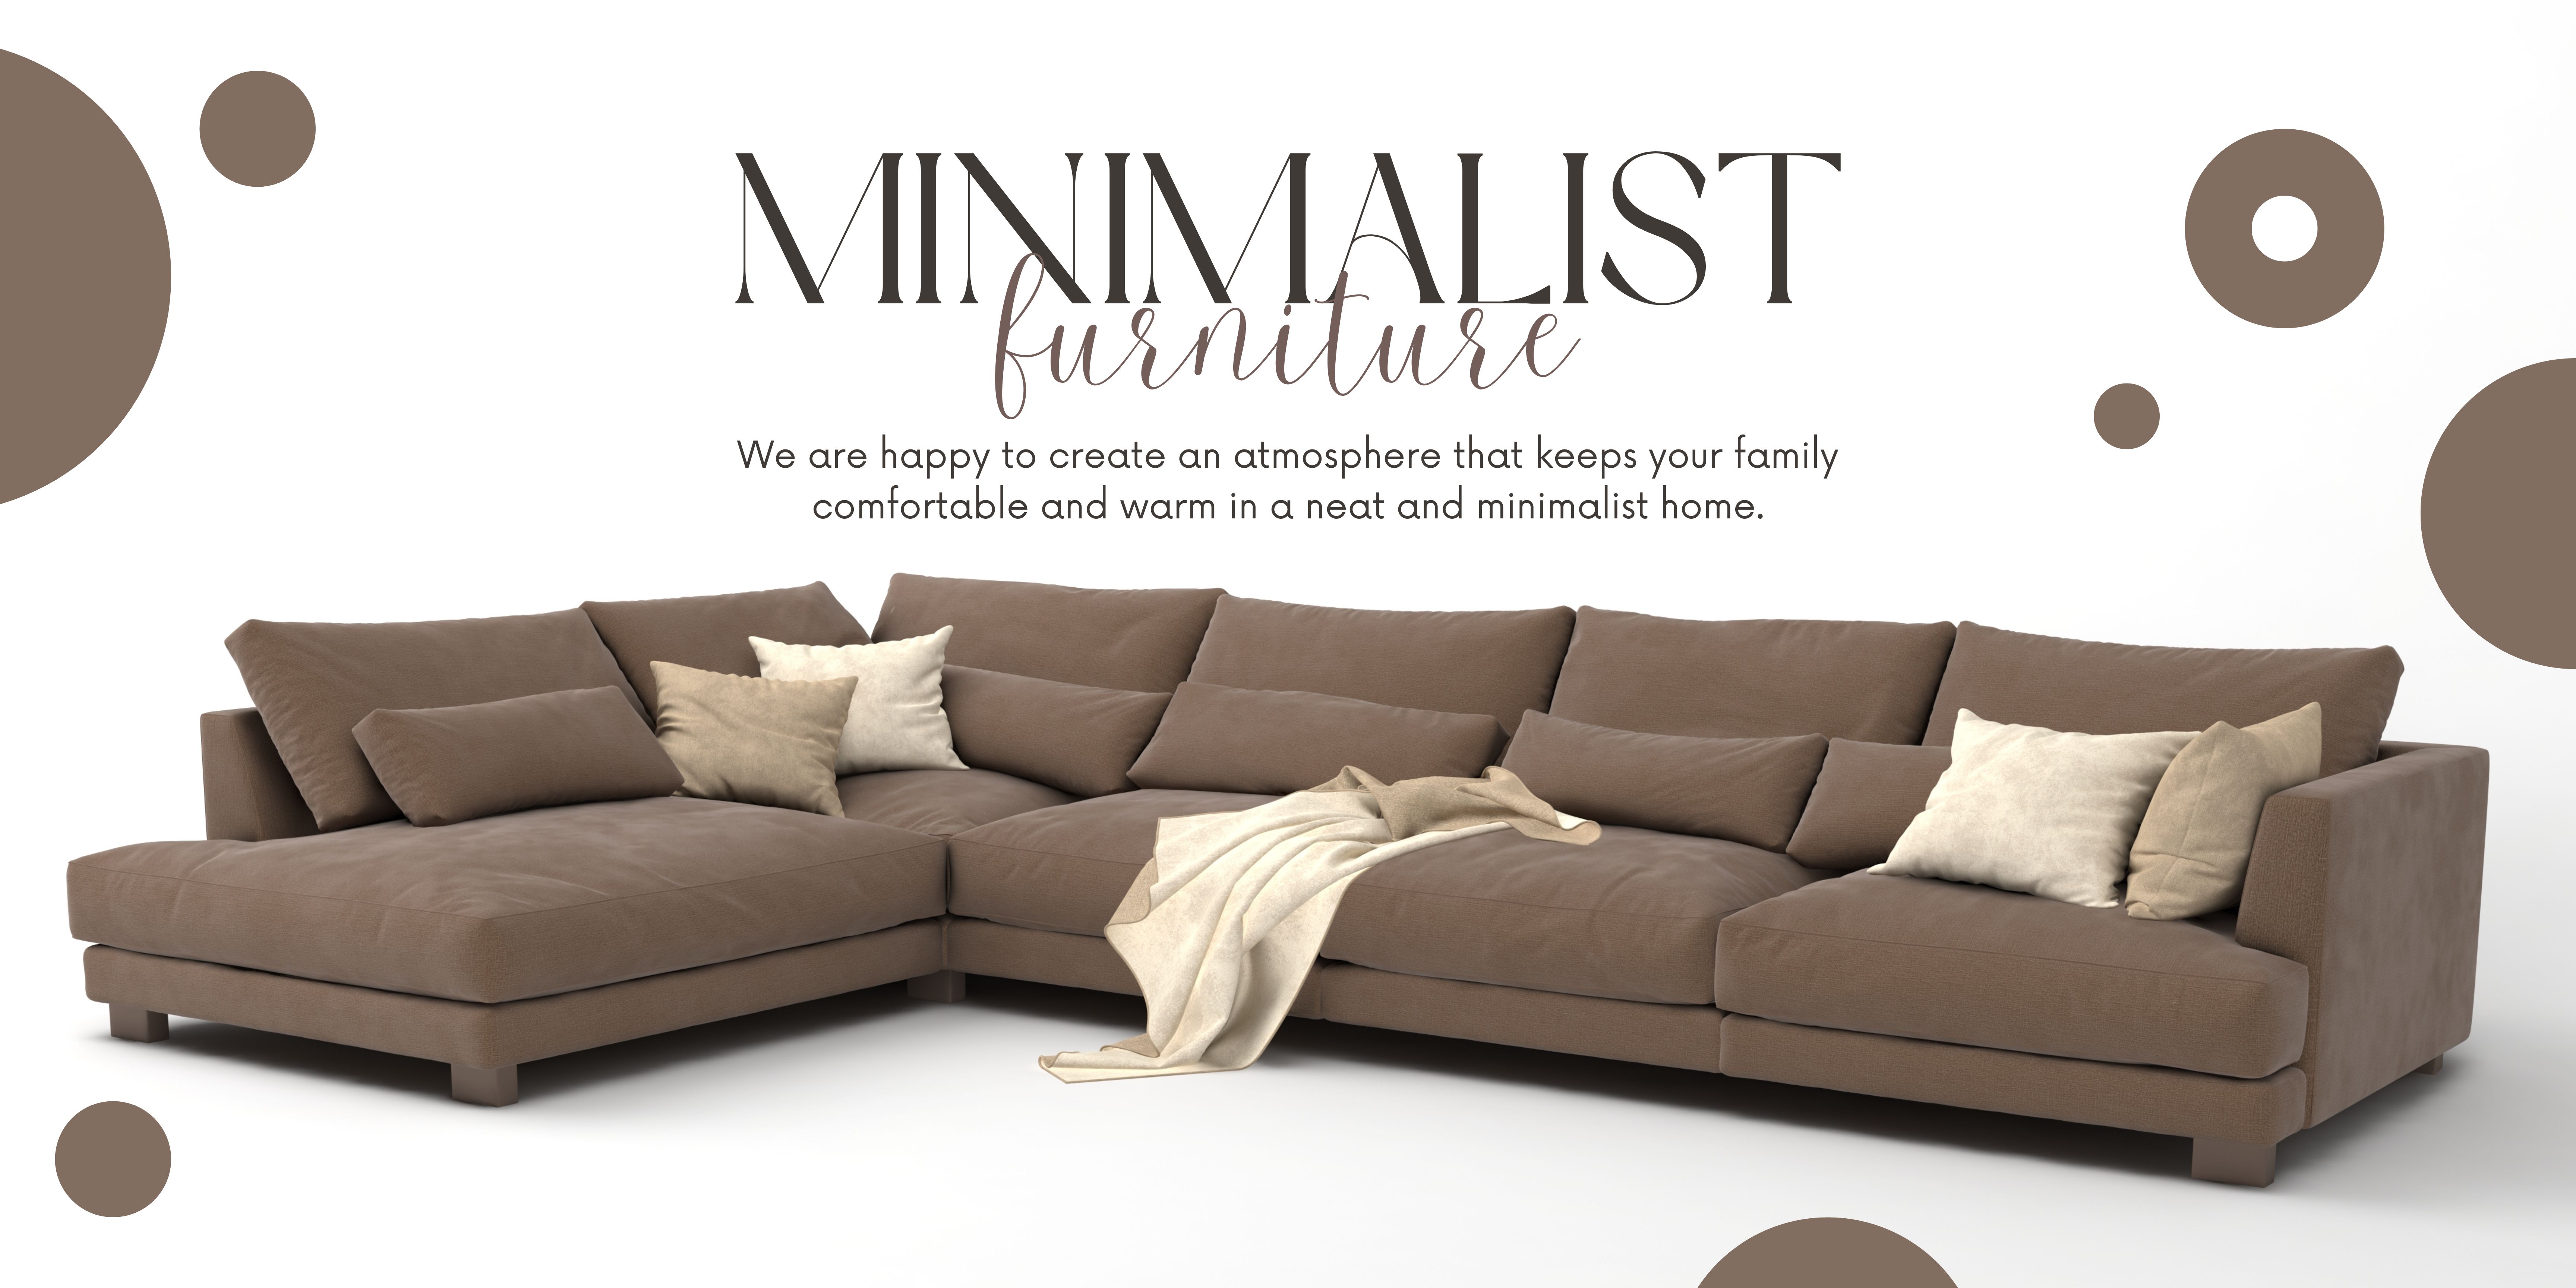 MINIMALIST
furniture
We are happy to create an atmosphere that keeps your family
comfortable and warm in a neat and minimalist home.